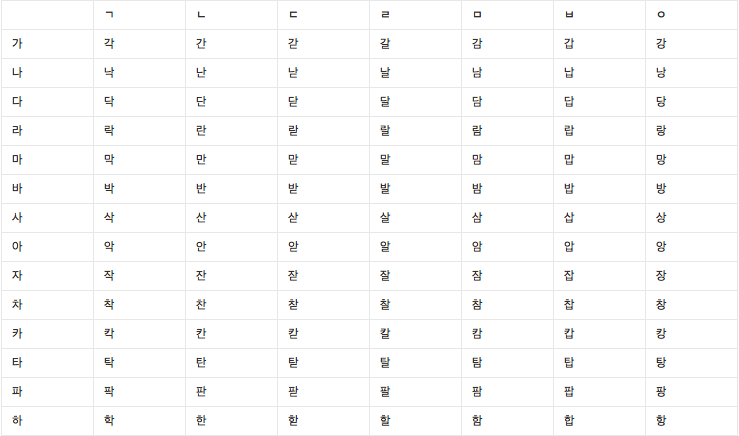 ㄱ ㄴ ㄷ ㄹ ㅁ ㅂ ㅇ
가 각 간 갇 갈 감 갑 강
나 낙 난 낟 날 남 납 낭
다 닥 단 닫 달 담 답 당
라 락 란 랃 랄 람 랍 랑
마 막 만 맏 말 맘 맙 망
바 박 반 받 발 밤 밥 방
사 삭 산 삳 살 삼 삽 상
아 악 안 앋 알 암 압 앙
자 작 잔 잗 잘 잠 잡 장
차 착 찬 찯 찰 참 찹 창
카 칵 칸 칻 칼 캄 캅 캉
타 탁 탄 탇 탈 탐 탑 탕
파 팍 판 팓 팔 팜 팝 팡
하 학 한 핟 할 함 합 항